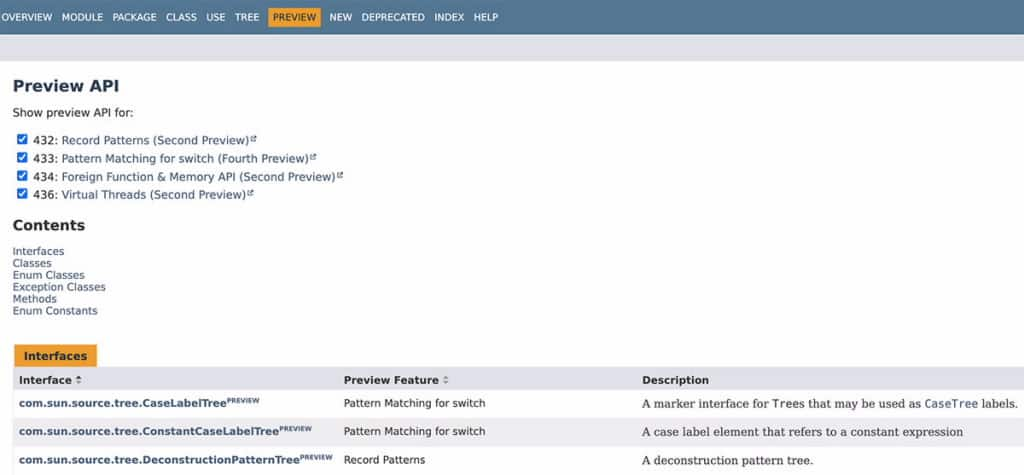 OVERVIEW MODULE PACKAGE CLASS USE TREE PREVIEW NEW DEPRECATED INDEX HELP
Preview API
Show preview API for:
432: Record Patterns (Second Preview)
433: Pattern Matching for switch (Fourth Preview)
434: Foreign Function & Memory API (Second Preview)
436: Virtual Threads (Second Preview)
Contents
Interfaces
Classes
Enum Classes
Exception Classes
Methods
Enum Constants
Interfaces
Interface Preview Feature Description
com.sun.source.tree.CaseLabelTreePREVIEW Pattern Matching for switch A marker interface for Trees that may be used as CaseTree labels.
com.sun.source.tree.ConstantCaseLabelTreePREVIEW Pattern Matching for switch A case label element that refers to a constant expression
com.sun.source.tree.DeconstructionPatternTreePREVIEW Record Patterns A deconstruction pattern tree.